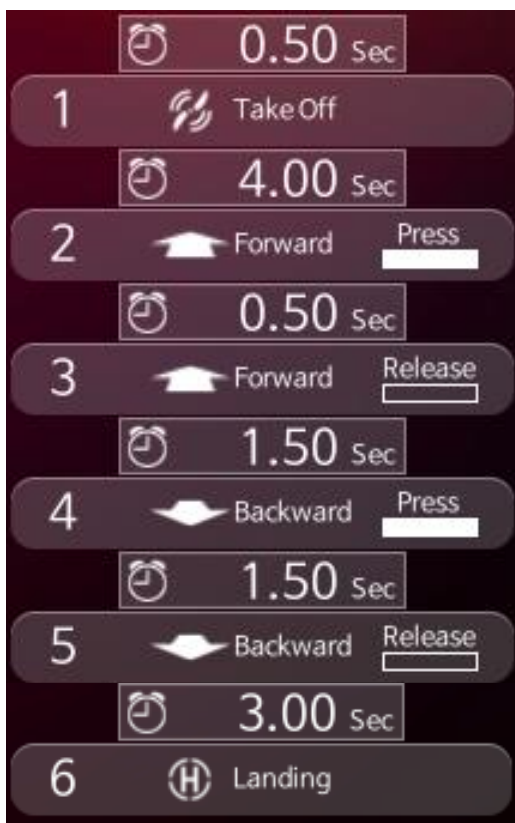 0.50 Sec
1 Take Off
4.00 Sec
2 Forward Press
0.50 Sec
3 Forward Release
1.50 Sec
4 Backward Press
1.50 Sec
5 Backward Release
3.00 Sec
6 H Landing